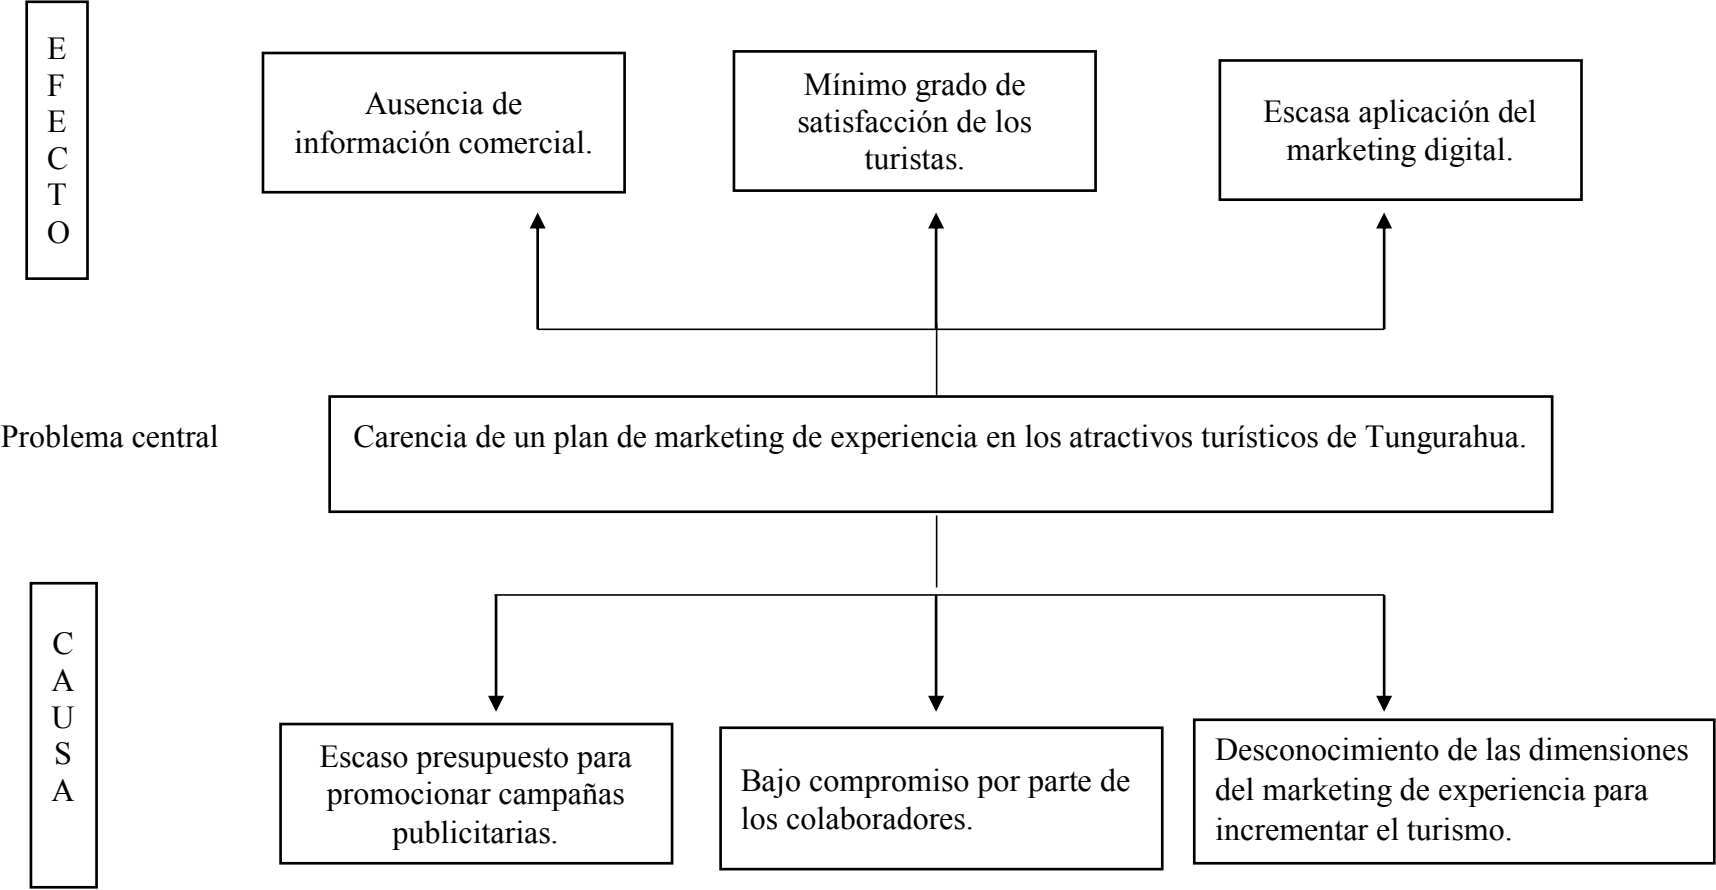 E
F
E
C
T
O
Ausencia de
información comercial.
Mínimo grado de
satisfacción de los
turistas.
Escasa aplicación del
marketing digital.
Problema central
Carencia de un plan de marketing de experiencia en los atractivos turísticos de Tungurahua.
C
A
U
S
A
Escaso presupuesto para
promocionar campañas
publicitarias.
Bajo compromiso por parte de
los colaboradores.
Desconocimiento de las dimensiones
del marketing de experiencia para
incrementar el turismo.